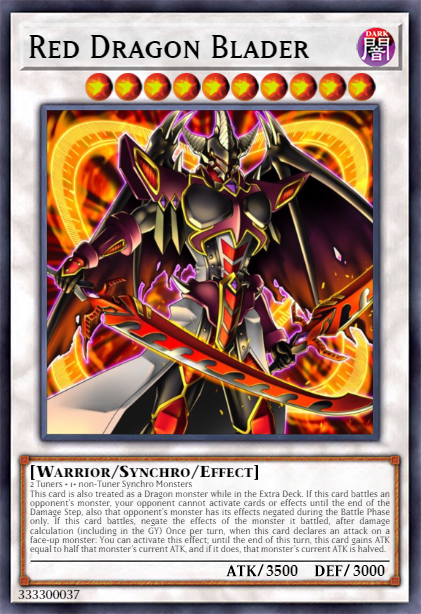 RED DRAGON BLADER
DARK
闇
[WARRIOR/SYNCHRO/EFFECT]
2 Tuners + 1+ non-Tuner Synchro Monsters
This card is also treated as a Dragon monster while in the Extra Deck. If this card battles an
opponent's monster, your opponent cannot activate cards or effects until the end of the
Damage Step, also that opponent's monster has its effects negated during the Battle Phase
only. If this card battles, negate the effects of the monster it battled, after damage
calculation (including in the GY) Once per turn, when this card declares an attack on a
face-up monster: You can activate this effect; until the end of this turn, this card gains ATK
equal to half that monster's current ATK, and if it does, that monster's current ATK is halved.
ATK/3500 DEF/3000
333300037